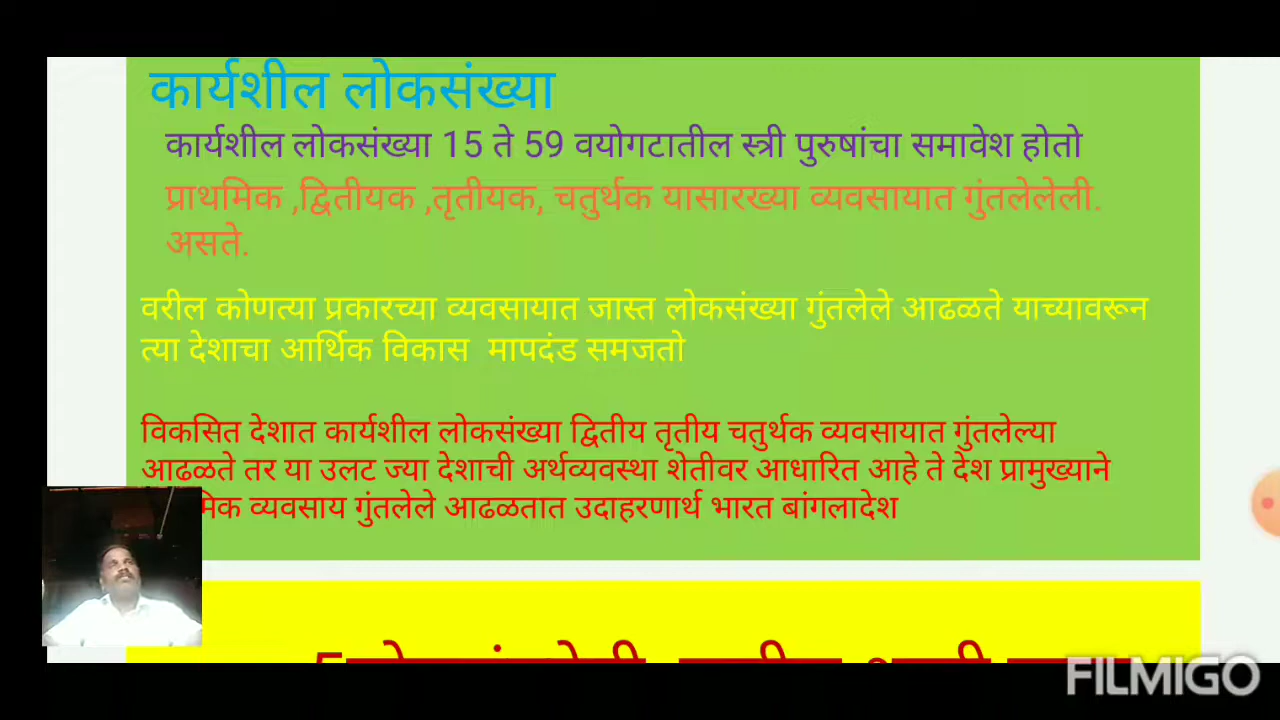 कार्यशील लोकसंख्या
कार्यशील लोकसंख्या 15 ते 59 वयोगटातील स्त्री पुरुषांचा समावेश होतो
प्राथमिक ,द्वितीयक ,तृतीयक, चतुर्थक यासारख्या व्यवसायात गुंतलेलेली.
असते.
वरील कोणत्या प्रकारच्या व्यवसायात जास्त लोकसंख्या गुंतलेले आढळते याच्यावरून
त्या देशाचा आर्थिक विकास मापदंड समजतो
विकसित देशात कार्यशील लोकसंख्या द्वितीय तृतीय चतुर्थक व्यवसायात गुंतलेल्या
आढळते तर या उलट ज्या देशाची अर्थव्यवस्था शेतीवर आधारित आहे ते देश प्रामुख्याने
व्यवसाय गुंतलेले आढळतात उदाहरणार्थ भारत बांगलादेश
FILMIGO